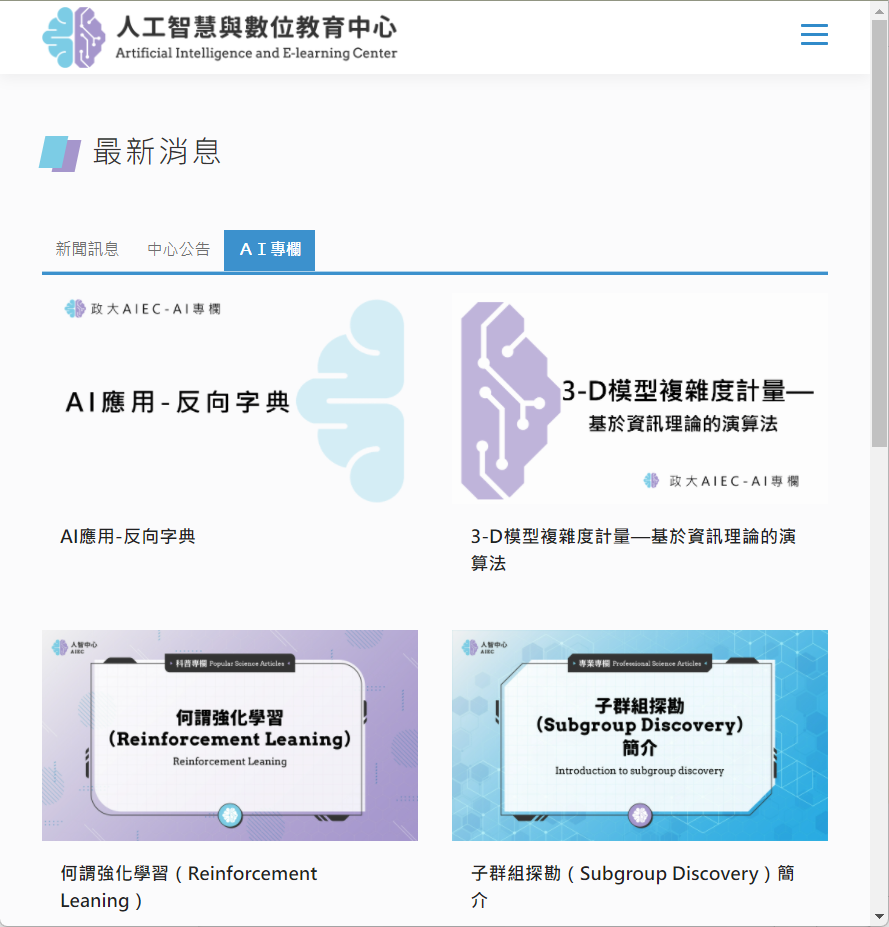 人工智慧與數位教育中心
Artificial Intelligence and E-learning Center
最新消息
新聞訊息 中心公告 ＡＩ專欄
政大AIEC-AI專欄
AI應用-反向字典
3-D模型複雜度計量—
基於資訊理論的演算法
政大AIEC-AI專欄
AI應用-反向字典
3-D模型複雜度計量—基於資訊理論的演
算法
人智中心
AIEC
科普專欄 Popular Science Articles
何謂強化學習
(Reinforcement Leaning)
Reinforcement Leaning
人智中心
AIEC
專業專欄 Professional Science Articles
子群組探勘
(Subgroup Discovery)
簡介
Introduction to subgroup discovery
何謂強化學習（Reinforcement
Leaning）
子群組探勘（Subgroup Discovery）簡
介